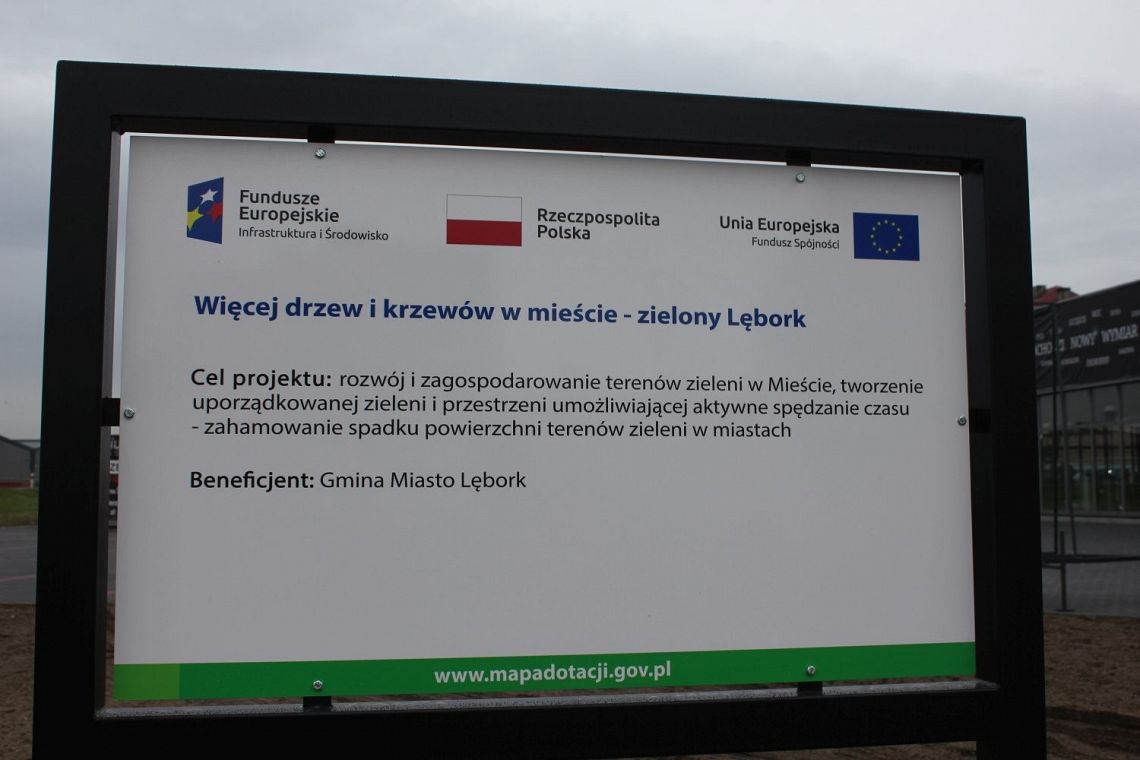 Fundusze
Europejskie
Infrastruktura i Środowisko
Rzeczpospolita
Polska
Unia Europejska
Fundusz Spójności
Więcej drzew i krzewów w mieście - zielony Lębork
Cel projektu: rozwój i zagospodarowanie terenów zieleni w Mieście, tworzenie
uporządkowanej zieleni i przestrzeni umożliwiającej aktywne spędzanie czasu
- zahamowanie spadku powierzchni terenów zieleni w miastach
Beneficjent: Gmina Miasto Lębork
www.mapadotacji.gov.pl
NOWY WYMIAR